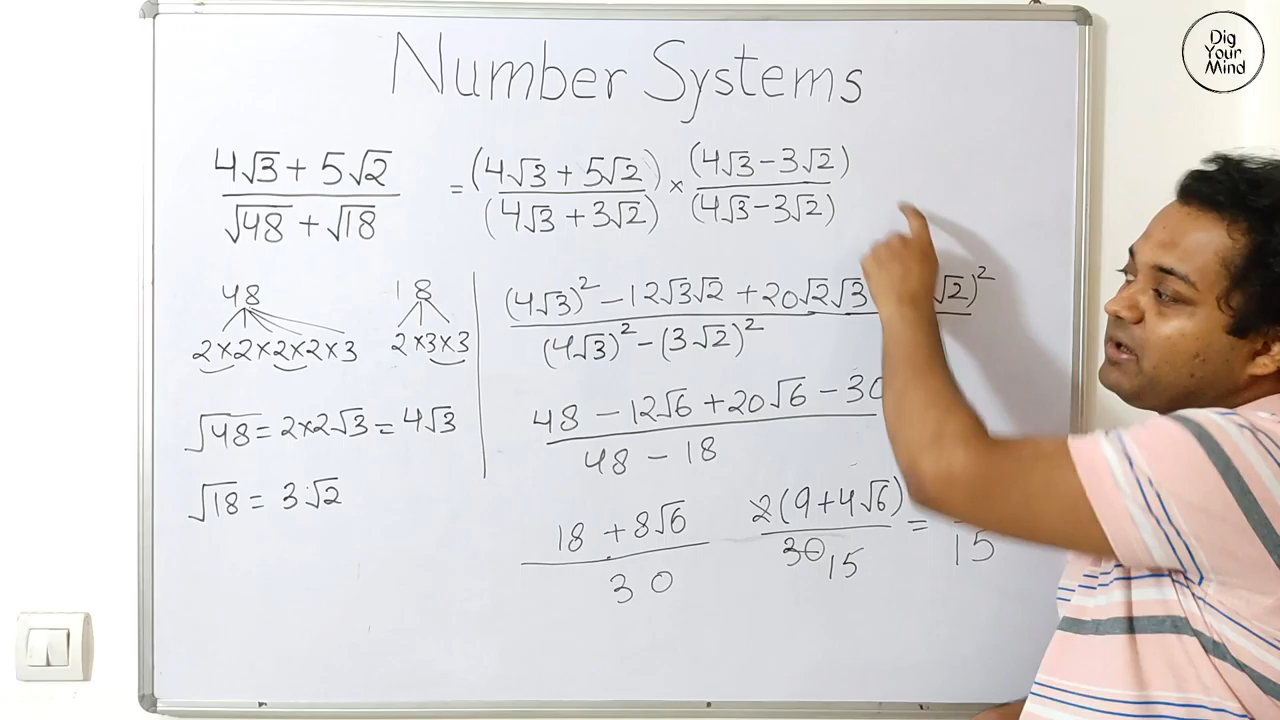 Dig
Your
Mind
Number Systems
4√3 + 5√2 / √48 + √18 = (4√3 + 5√2) / (4√3 + 3√2) × (4√3 − 3√2) / (4√3 − 3√2)
48
2×2×2×2×3
18
2×3×3
√48 = 2×2√3 = 4√3
√18 = 3√2
(4√3)² − 12√3√2 + 20√2√3 √2)² / (4√3)² − (3√2)²
48 − 12√6 + 20√6 − 30 / 48 − 18
18 + 8√6 / 30
2(9 + 4√6) / 30 15 = / 15